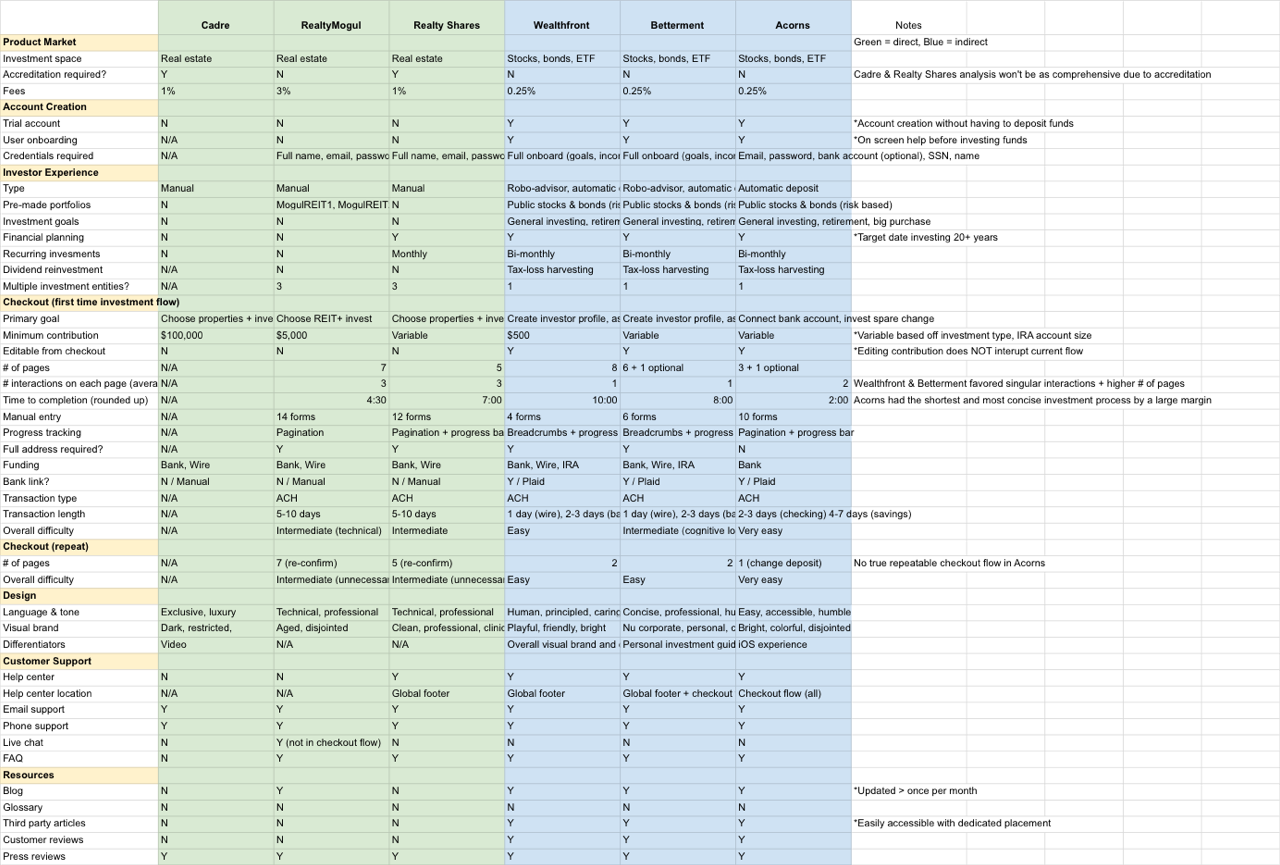 Cadre RealtyMogul Realty Shares Wealthfront Betterment Acorns Notes
Product Market Green = direct, Blue = indirect
Investment space Real estate Real estate Real estate Stocks, bonds, ETF Stocks, bonds, ETF Stocks, bonds, ETF
Accreditation required? Y N Y N N N Cadre & Realty Shares analysis won't be as comprehensive due to accreditation
Fees 1% 3% 1% 0.25% 0.25% 0.25%
Account Creation
Trial account N N N Y Y Y *Account creation without having to deposit funds
User onboarding N/A N N Y Y Y *On screen help before investing funds
Credentials required N/A Full name, email, passwo Full name, email, passwo Full onboard (goals, incor Full onboard (goals, incor Email, password, bank account (optional), SSN, name
Investor Experience
Type Manual Manual Manual Robo-advisor, automatic Robo-advisor, automatic Automatic deposit
Pre-made portfolios N MogulREIT1, MogulREIT N Public stocks & bonds (ris Public stocks & bonds (ris Public stocks & bonds (risk based)
Investment goals N N N General investing, retirem General investing, retirem General investing, retirement, big purchase
Financial planning N N Y Y Y Y *Target date investing 20+ years
Recurring invesments N N Monthly Bi-monthly Bi-monthly Bi-monthly
Dividend reinvestment N/A N N Tax-loss harvesting Tax-loss harvesting Tax-loss harvesting
Multiple investment entities? N/A 3 3 1 1 1
Checkout (first time investment flow)
Primary goal Choose properties + inve Choose REIT+ invest Choose properties + inve Create investor profile, as Create investor profile, as Connect bank account, invest spare change
Minimum contribution $100,000 $5,000 Variable $500 Variable Variable *Variable based off investment type, IRA account size
Editable from checkout N N N Y Y Y *Editing contribution does NOT interupt current flow
# of pages N/A 7 5 8 6 + 1 optional 3 + 1 optional
# interactions on each page (avera N/A 3 3 1 1 2 Wealthfront & Betterment favored singular interactions + higher # of pages
Time to completion (rounded up) N/A 4:30 7:00 10:00 8:00 2:00 Acorns had the shortest and most concise investment process by a large margin
Manual entry N/A 14 forms 12 forms 4 forms 6 forms 10 forms
Progress tracking N/A Pagination Pagination + progress ba Breadcrumbs + progress Breadcrumbs + progress Pagination + progress bar
Full address required? N/A Y Y Y Y N
Funding Bank, Wire Bank, Wire Bank, Wire Bank, Wire, IRA Bank, Wire, IRA Bank
Bank link? N / Manual N / Manual N / Manual Y / Plaid Y / Plaid Y / Plaid
Transaction type N/A ACH ACH ACH ACH ACH
Transaction length N/A 5-10 days 5-10 days 1 day (wire), 2-3 days (ba 1 day (wire), 2-3 days (ba 2-3 days (checking) 4-7 days (savings)
Overall difficulty N/A Intermediate (technical) Intermediate Easy Intermediate (cognitive lo Very easy
Checkout (repeat)
# of pages N/A 7 (re-confirm) 5 (re-confirm) 2 2 1 (change deposit) No true repeatable checkout flow in Acorns
Overall difficulty N/A Intermediate (unnecessar Intermediate (unnecessar Easy Easy Very easy
Design
Language & tone Exclusive, luxury Technical, professional Technical, professional Human, principled, caring Concise, professional, hu Easy, accessible, humble
Visual brand Dark, restricted, Aged, disjointed Clean, professional, clinic Playful, friendly, bright Nu corporate, personal, c Bright, colorful, disjointed
Differentiators Video N/A N/A Overall visual brand and Personal investment guid iOS experience
Customer Support
Help center N N Y Y Y Y
Help center location N/A N/A Global footer Global footer Global footer + checkout Checkout flow (all)
Email support Y Y Y Y Y Y
Phone support Y Y Y Y Y Y
Live chat N Y (not in checkout flow) N N N N
FAQ N Y Y Y Y Y
Resources
Blog N Y N Y Y Y *Updated > once per month
Glossary N N N N N N
Third party articles N N N Y Y Y *Easily accessible with dedicated placement
Customer reviews N N N Y Y Y
Press reviews Y Y Y Y Y Y